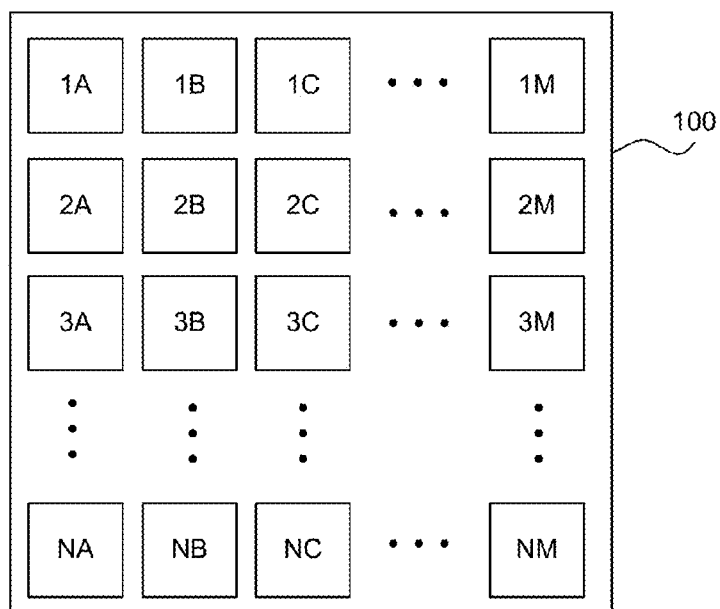 1A 1B 1C • • • 1M
100
2A 2B 2C • • • 2M
3A 3B 3C • • • 3M
NA NB NC • • • NM